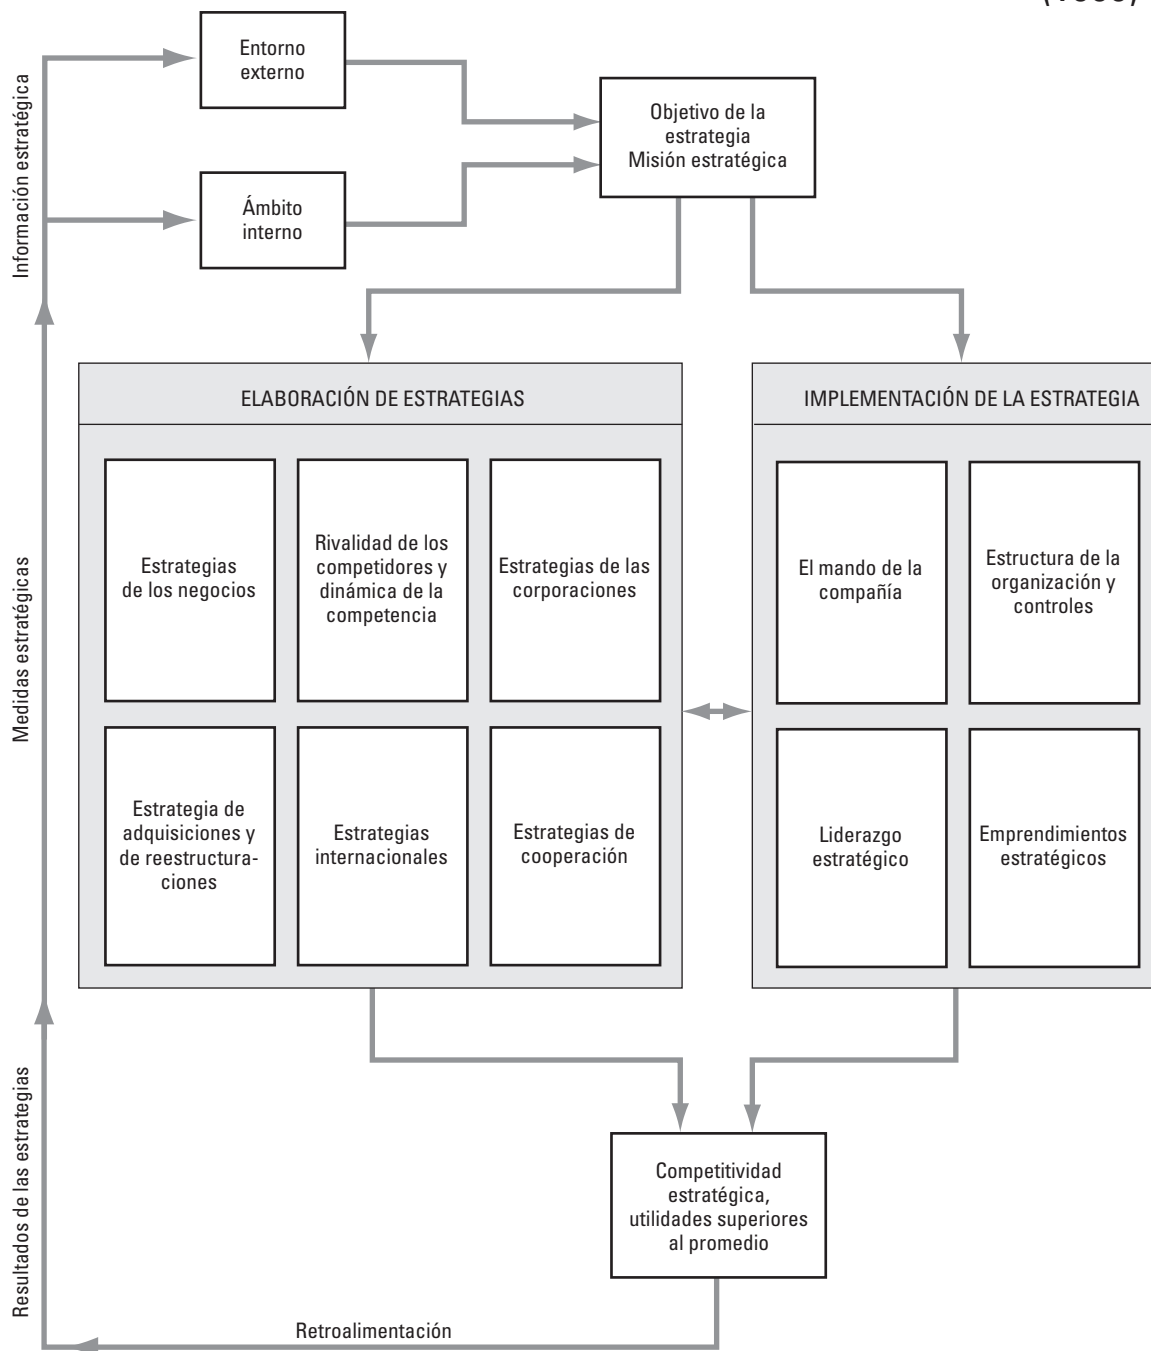 Entorno
externo
Objetivo de la
estrategia
Misión estratégica
Ámbito
interno
Información estratégica
ELABORACIÓN DE ESTRATEGIAS
Estrategias
de los negocios
Rivalidad de los
competidores y
dinámica de la
competencia
Estrategias de las
corporaciones
Estrategia de
adquisiciones y
de reestructura-
ciones
Estrategias
internacionales
Estrategias de
cooperación
IMPLEMENTACIÓN DE LA ESTRATEGIA
El mando de la
compañía
Estructura de la
organización y
controles
Liderazgo
estratégico
Emprendimientos
estratégicos
Medidas estratégicas
Competitividad
estratégica,
utilidades superiores
al promedio
Resultados de las estrategias
Retroalimentación